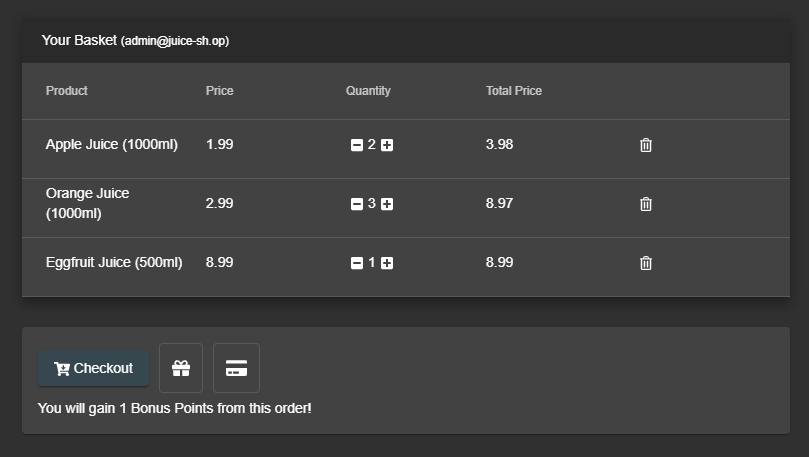 Your Basket (admin@juice-sh.op)
Product Price Quantity Total Price
Apple Juice (1000ml) 1.99 2 3.98
Orange Juice
(1000ml) 2.99 3 8.97
Eggfruit Juice (500ml) 8.99 1 8.99
Checkout
You will gain 1 Bonus Points from this order!